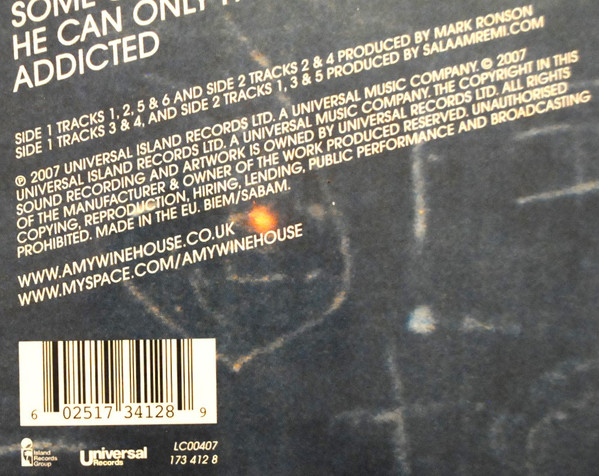 SOME
HE CAN ONLY
ADDICTED
SIDE 1 TRACKS 1, 2, 5 & 6 AND SIDE 2 TRACKS 2 & 4 PRODUCED BY MARK RONSON
SIDE 1 TRACKS 3 & 4, AND SIDE 2 TRACKS 1, 3 & 5 PRODUCED BY SALAAMREMI.COM
℗ 2007 UNIVERSAL ISLAND RECORDS LTD. A UNIVERSAL MUSIC COMPANY. © 2007
UNIVERSAL ISLAND RECORDS LTD. A UNIVERSAL MUSIC COMPANY. THE COPYRIGHT IN THIS
SOUND RECORDING AND ARTWORK IS OWNED BY UNIVERSAL RECORDS LTD. ALL RIGHTS
OF THE MANUFACTURER & OWNER OF THE WORK PRODUCED RESERVED. UNAUTHORISED
COPYING, REPRODUCTION, HIRING, LENDING, PUBLIC PERFORMANCE AND BROADCASTING
PROHIBITED. MADE IN THE EU. BIEM/SABAM.
WWW.AMYWINEHOUSE.CO.UK
WWW.MYSPACE.COM/AMYWINEHOUSE
6 02517 34128 9
Island
Records
Group
Universal
Records
LC00407
173 412 8